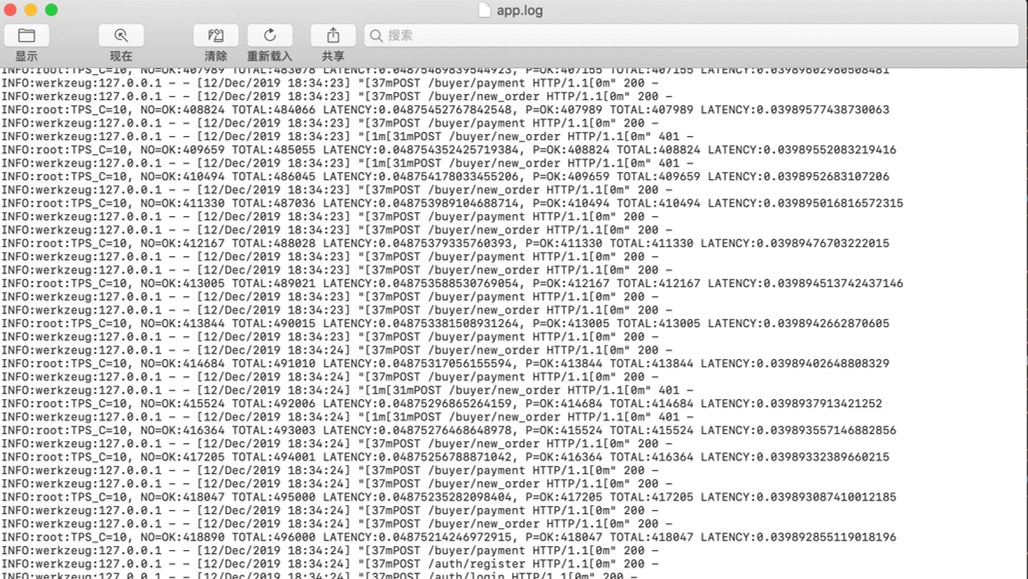 app.log
显示
现在
清除
重新载入
共享
搜索
INFO:root:TPS_C=10, NO=OK:407989 TOTAL:483078 LATENCY:0.04875469839544923, P=OK:407155 TOTAL:407155 LATENCY:0.03989602980508481
INFO:werkzeug:127.0.0.1 - - [12/Dec/2019 18:34:23] "[37mPOST /buyer/payment HTTP/1.1[0m" 200 -
INFO:werkzeug:127.0.0.1 - - [12/Dec/2019 18:34:23] "[37mPOST /buyer/new_order HTTP/1.1[0m" 200 -
INFO:root:TPS_C=10, NO=OK:408824 TOTAL:484066 LATENCY:0.04875452767842548, P=OK:407989 TOTAL:407989 LATENCY:0.03989577438730063
INFO:werkzeug:127.0.0.1 - - [12/Dec/2019 18:34:23] "[37mPOST /buyer/payment HTTP/1.1[0m" 200 -
INFO:werkzeug:127.0.0.1 - - [12/Dec/2019 18:34:23] "[1m[31mPOST /buyer/new_order HTTP/1.1[0m" 401 -
INFO:root:TPS_C=10, NO=OK:409659 TOTAL:485055 LATENCY:0.048754352425719384, P=OK:408824 TOTAL:408824 LATENCY:0.03989552083219416
INFO:werkzeug:127.0.0.1 - - [12/Dec/2019 18:34:23] "[1m[31mPOST /buyer/new_order HTTP/1.1[0m" 401 -
INFO:root:TPS_C=10, NO=OK:410494 TOTAL:486045 LATENCY:0.048754178033455206, P=OK:409659 TOTAL:409659 LATENCY:0.0398952683107206
INFO:werkzeug:127.0.0.1 - - [12/Dec/2019 18:34:23] "[37mPOST /buyer/new_order HTTP/1.1[0m" 200 -
INFO:root:TPS_C=10, NO=OK:411330 TOTAL:487036 LATENCY:0.048753989104688714, P=OK:410494 TOTAL:410494 LATENCY:0.039895016816572315
INFO:werkzeug:127.0.0.1 - - [12/Dec/2019 18:34:23] "[37mPOST /buyer/payment HTTP/1.1[0m" 200 -
INFO:werkzeug:127.0.0.1 - - [12/Dec/2019 18:34:23] "[37mPOST /buyer/new_order HTTP/1.1[0m" 200 -
INFO:root:TPS_C=10, NO=OK:412167 TOTAL:488028 LATENCY:0.04875379335760393, P=OK:411330 TOTAL:411330 LATENCY:0.03989476703222015
INFO:werkzeug:127.0.0.1 - - [12/Dec/2019 18:34:23] "[37mPOST /buyer/payment HTTP/1.1[0m" 200 -
INFO:werkzeug:127.0.0.1 - - [12/Dec/2019 18:34:23] "[37mPOST /buyer/new_order HTTP/1.1[0m" 200 -
INFO:root:TPS_C=10, NO=OK:413005 TOTAL:489021 LATENCY:0.048753588530769054, P=OK:412167 TOTAL:412167 LATENCY:0.039894513742437146
INFO:werkzeug:127.0.0.1 - - [12/Dec/2019 18:34:23] "[37mPOST /buyer/payment HTTP/1.1[0m" 200 -
INFO:werkzeug:127.0.0.1 - - [12/Dec/2019 18:34:23] "[37mPOST /buyer/new_order HTTP/1.1[0m" 200 -
INFO:root:TPS_C=10, NO=OK:413844 TOTAL:490015 LATENCY:0.048753381508931264, P=OK:413005 TOTAL:413005 LATENCY:0.0398942662870605
INFO:werkzeug:127.0.0.1 - - [12/Dec/2019 18:34:23] "[37mPOST /buyer/payment HTTP/1.1[0m" 200 -
INFO:werkzeug:127.0.0.1 - - [12/Dec/2019 18:34:24] "[37mPOST /buyer/new_order HTTP/1.1[0m" 200 -
INFO:root:TPS_C=10, NO=OK:414684 TOTAL:491010 LATENCY:0.04875317056155594, P=OK:413844 TOTAL:413844 LATENCY:0.03989402648808329
INFO:werkzeug:127.0.0.1 - - [12/Dec/2019 18:34:24] "[37mPOST /buyer/payment HTTP/1.1[0m" 200 -
INFO:werkzeug:127.0.0.1 - - [12/Dec/2019 18:34:24] "[1m[31mPOST /buyer/new_order HTTP/1.1[0m" 401 -
INFO:root:TPS_C=10, NO=OK:415524 TOTAL:492006 LATENCY:0.04875296865264159, P=OK:414684 TOTAL:414684 LATENCY:0.0398937913421252
INFO:werkzeug:127.0.0.1 - - [12/Dec/2019 18:34:24] "[1m[31mPOST /buyer/new_order HTTP/1.1[0m" 401 -
INFO:root:TPS_C=10, NO=OK:416364 TOTAL:493003 LATENCY:0.04875276468648978, P=OK:415524 TOTAL:415524 LATENCY:0.039893557146882856
INFO:werkzeug:127.0.0.1 - - [12/Dec/2019 18:34:24] "[37mPOST /buyer/new_order HTTP/1.1[0m" 200 -
INFO:root:TPS_C=10, NO=OK:417205 TOTAL:494001 LATENCY:0.04875256788871042, P=OK:416364 TOTAL:416364 LATENCY:0.03989332389660215
INFO:werkzeug:127.0.0.1 - - [12/Dec/2019 18:34:24] "[37mPOST /buyer/new_order HTTP/1.1[0m" 200 -
INFO:werkzeug:127.0.0.1 - - [12/Dec/2019 18:34:24] "[37mPOST /buyer/payment HTTP/1.1[0m" 200 -
INFO:root:TPS_C=10, NO=OK:418047 TOTAL:495000 LATENCY:0.04875235282098404, P=OK:417205 TOTAL:417205 LATENCY:0.039893087410012185
INFO:werkzeug:127.0.0.1 - - [12/Dec/2019 18:34:24] "[37mPOST /buyer/payment HTTP/1.1[0m" 200 -
INFO:werkzeug:127.0.0.1 - - [12/Dec/2019 18:34:24] "[37mPOST /buyer/new_order HTTP/1.1[0m" 200 -
INFO:root:TPS_C=10, NO=OK:418890 TOTAL:496000 LATENCY:0.04875214246972915, P=OK:418047 TOTAL:418047 LATENCY:0.039892855119018196
INFO:werkzeug:127.0.0.1 - - [12/Dec/2019 18:34:24] "[37mPOST /buyer/payment HTTP/1.1[0m" 200 -
INFO:werkzeug:127.0.0.1 - - [12/Dec/2019 18:34:24] "[37mPOST /auth/register HTTP/1.1[0m" 200 -
INFO:werkzeug:127.0.0.1 - - [12/Dec/2019 18:34:24] "[37mPOST /auth/login HTTP/1.1[0m" 200 -